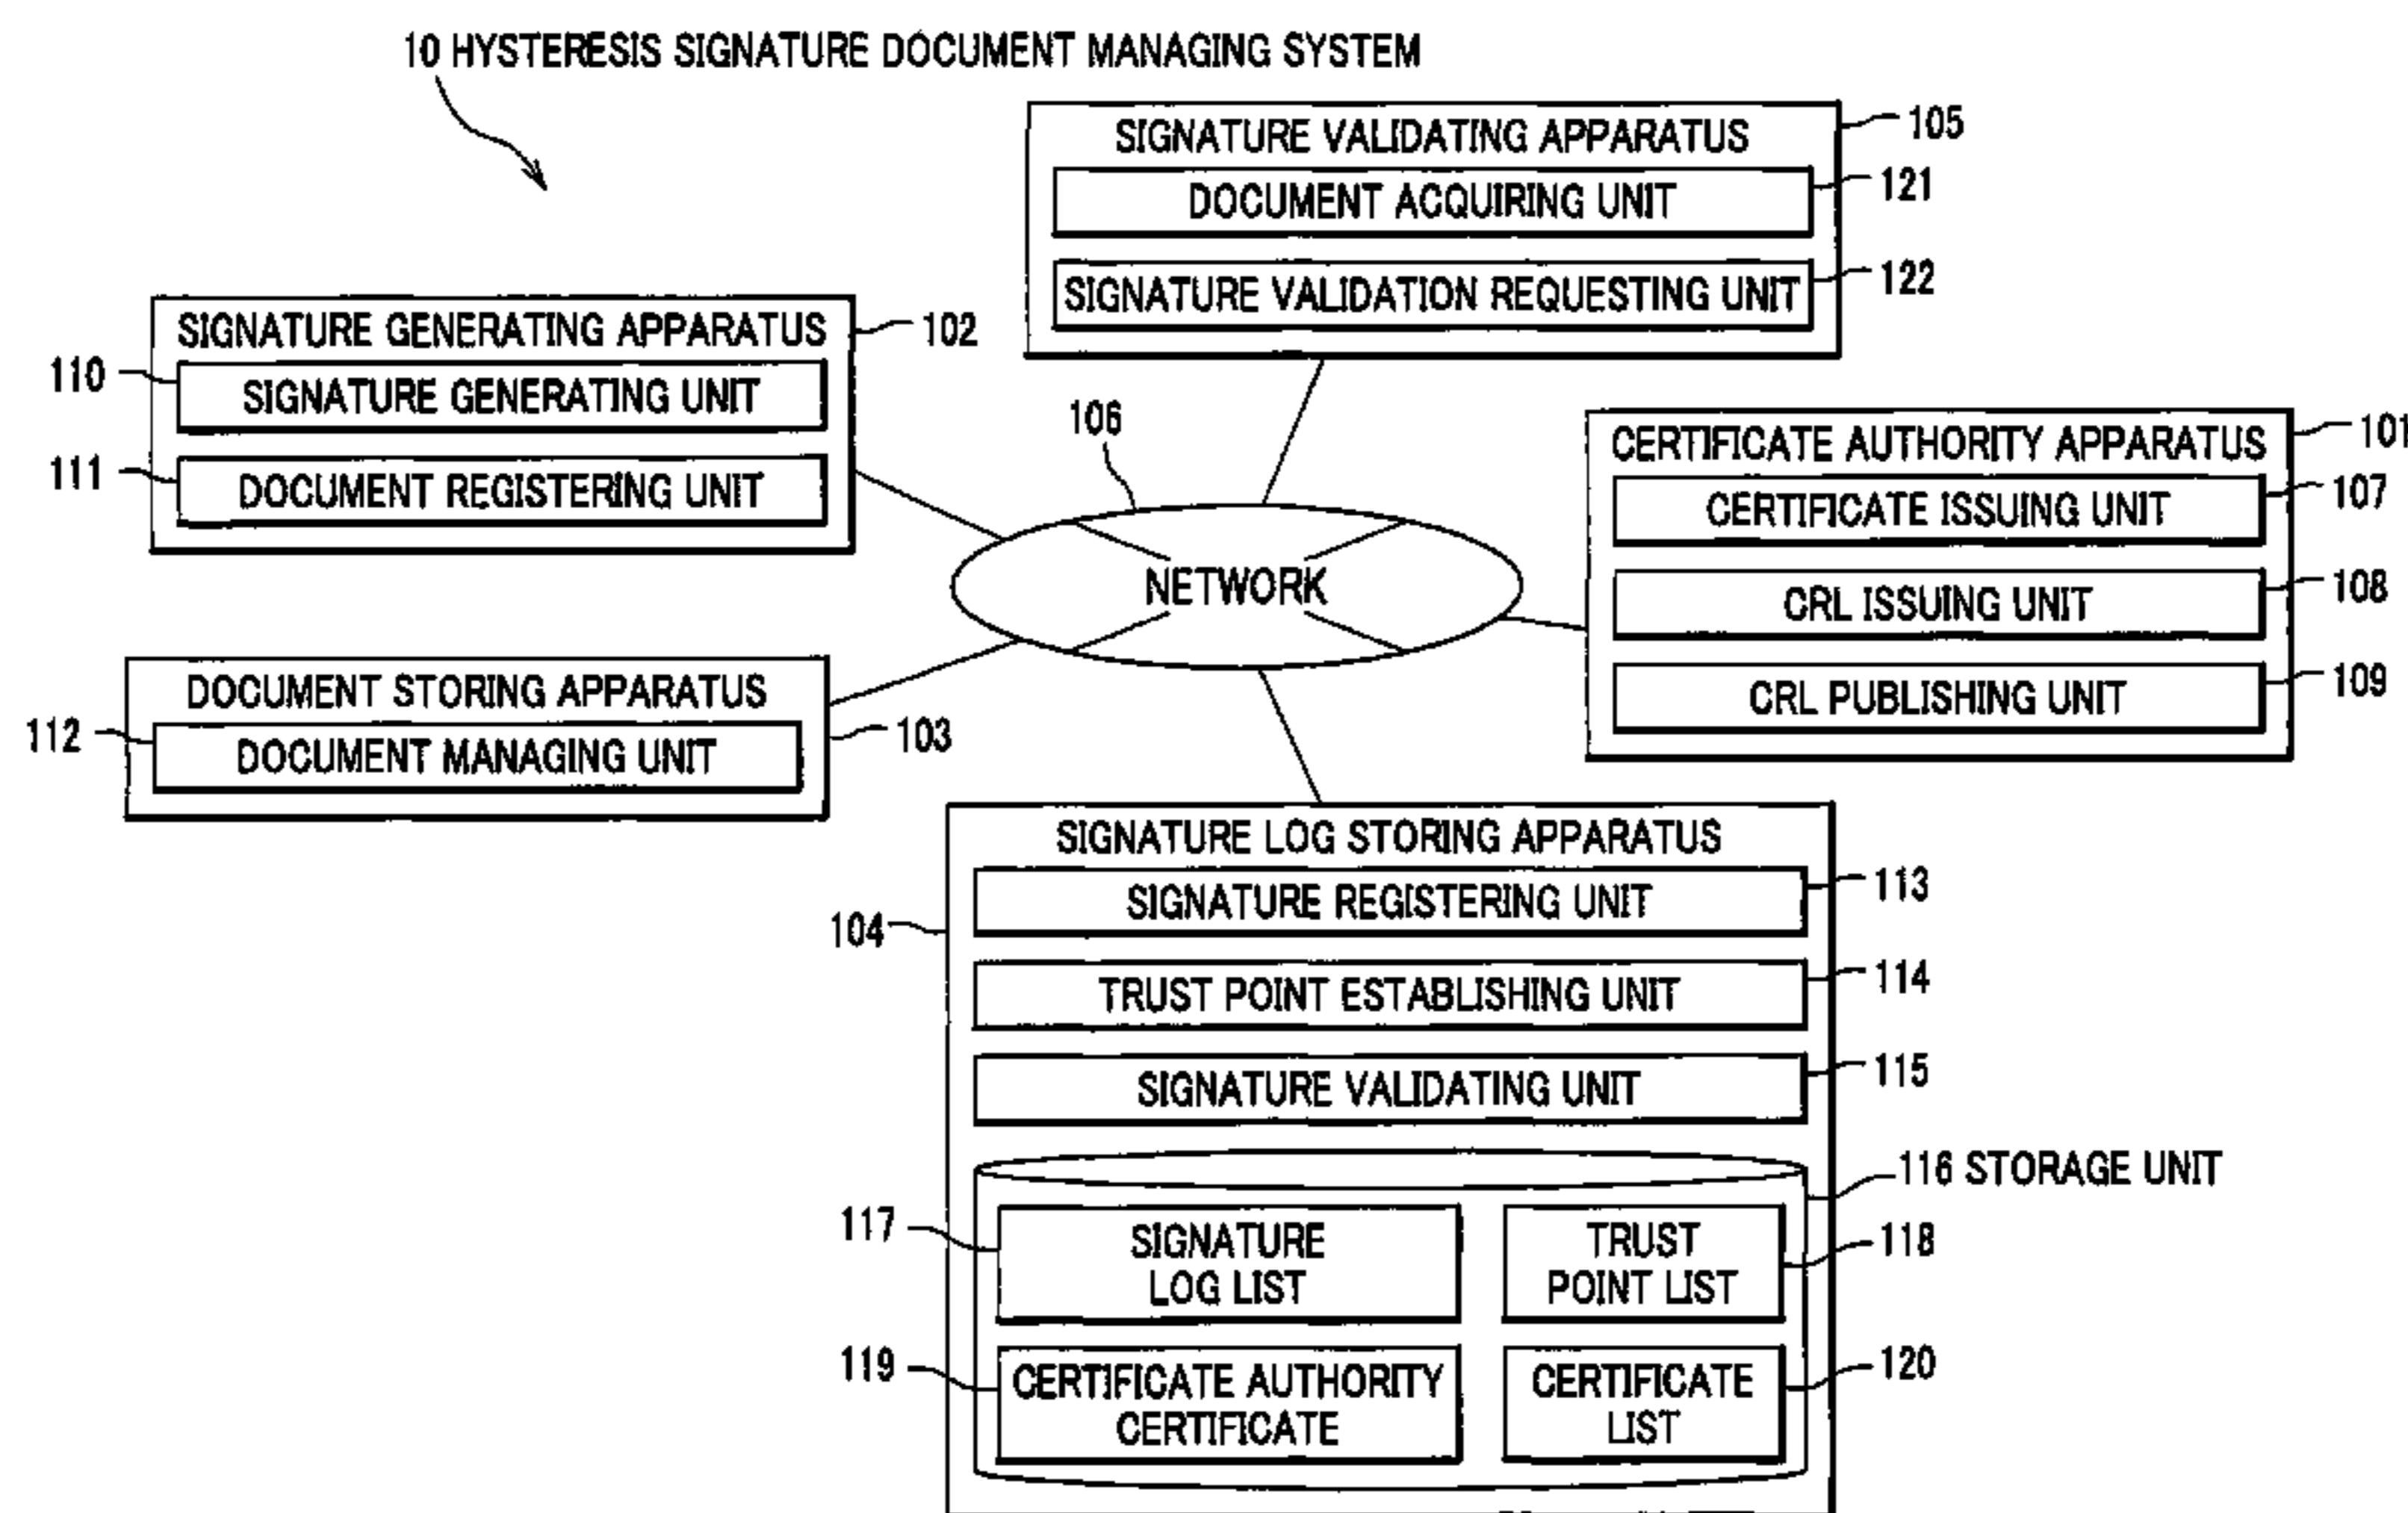 10 HYSTERESIS SIGNATURE DOCUMENT MANAGING SYSTEM
SIGNATURE VALIDATING APPARATUS
105
DOCUMENT ACQUIRING UNIT
121
SIGNATURE VALIDATION REQUESTING UNIT
122
SIGNATURE GENERATING APPARATUS
102
110
SIGNATURE GENERATING UNIT
111
DOCUMENT REGISTERING UNIT
106
NETWORK
CERTIFICATE AUTHORITY APPARATUS
101
CERTIFICATE ISSUING UNIT
107
CRL ISSUING UNIT
108
CRL PUBLISHING UNIT
109
DOCUMENT STORING APPARATUS
103
112
DOCUMENT MANAGING UNIT
SIGNATURE LOG STORING APPARATUS
104
SIGNATURE REGISTERING UNIT
113
TRUST POINT ESTABLISHING UNIT
114
SIGNATURE VALIDATING UNIT
115
116 STORAGE UNIT
117
SIGNATURE
LOG LIST
TRUST
POINT LIST
118
119
CERTIFICATE AUTHORITY
CERTIFICATE
CERTIFICATE
LIST
120